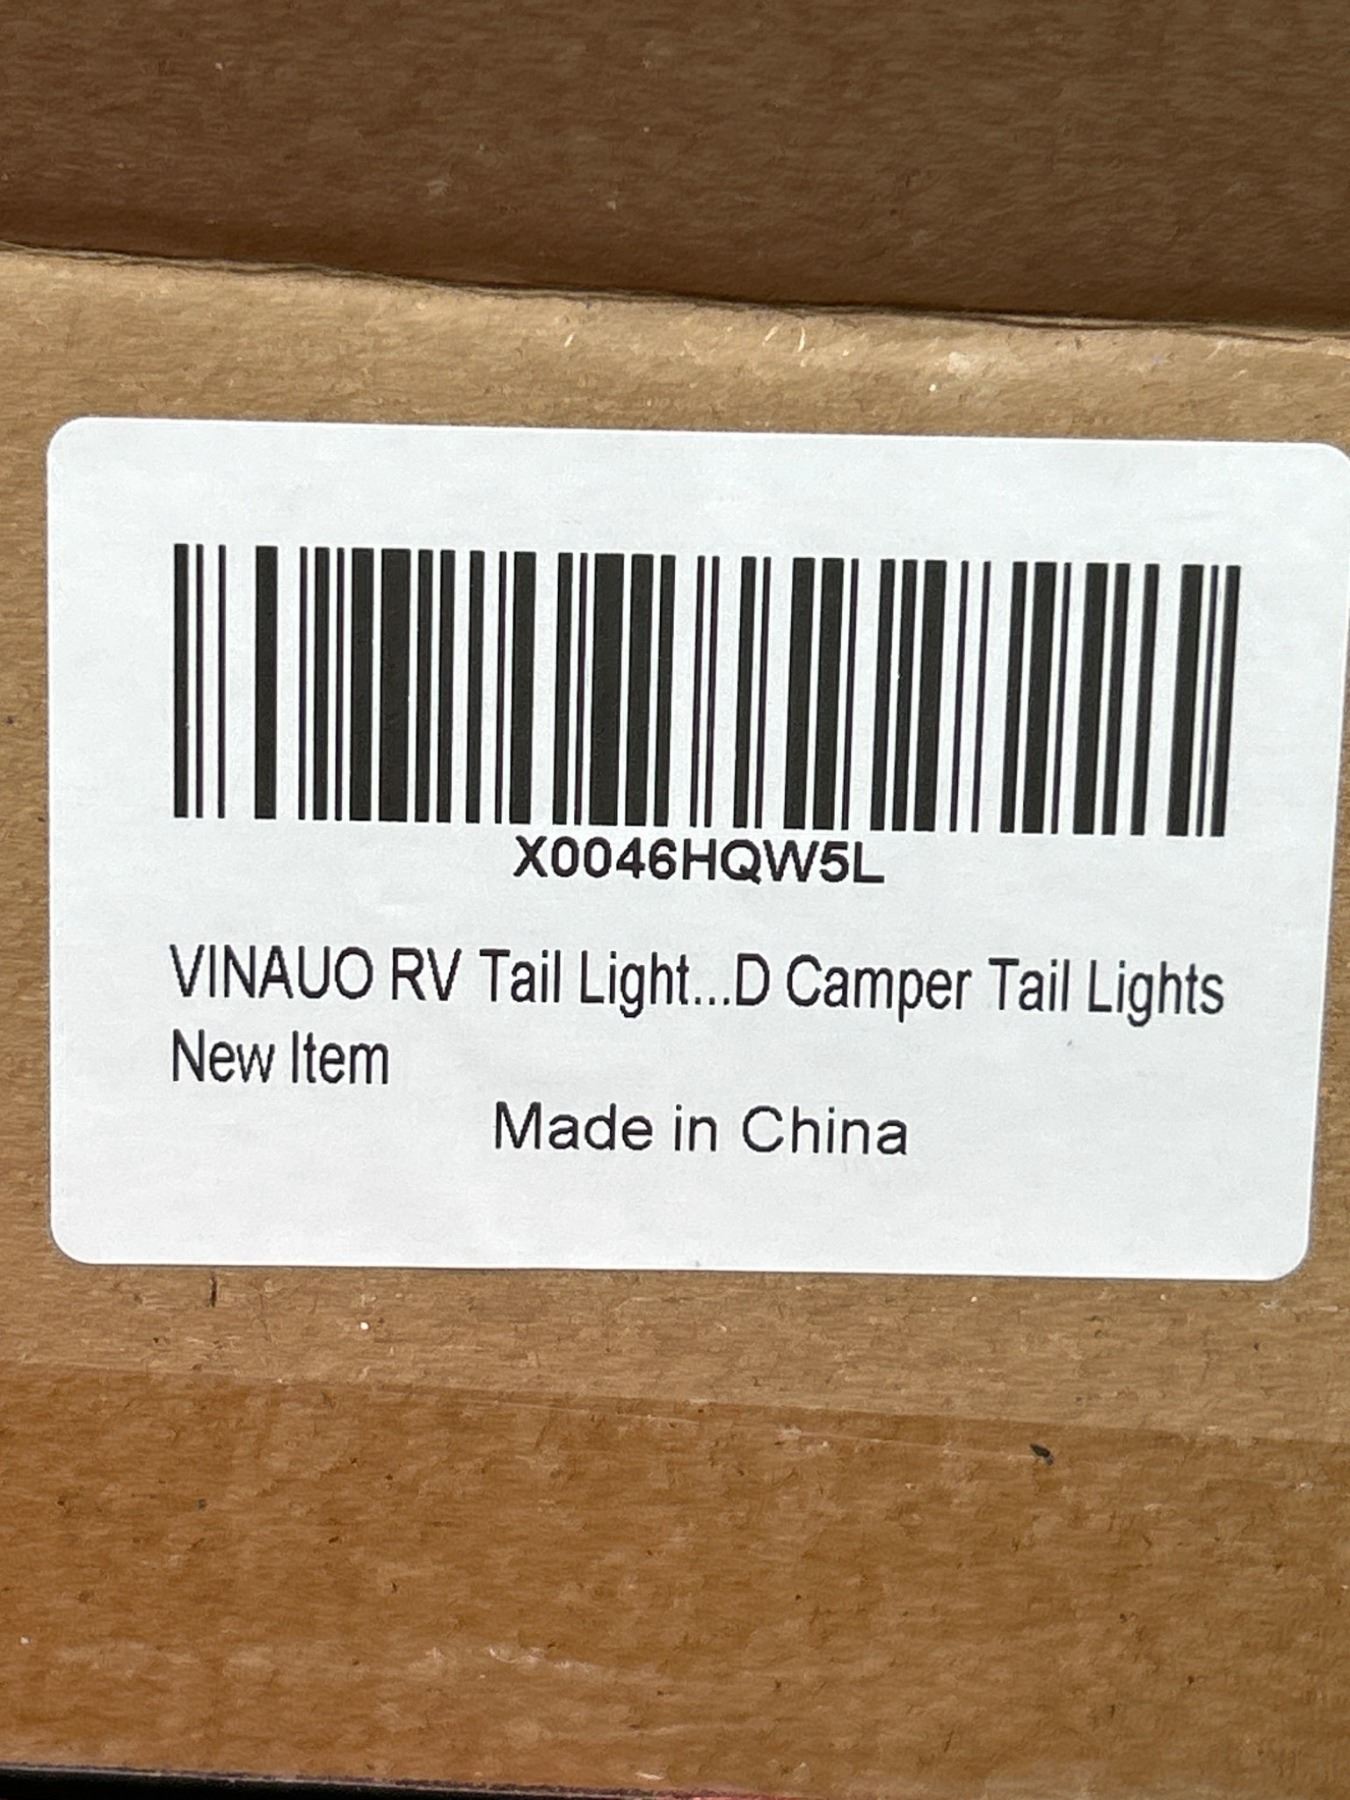 X0046HQW5L
VINAUO RV Tail Light...D Camper Tail Lights
New Item
Made in China